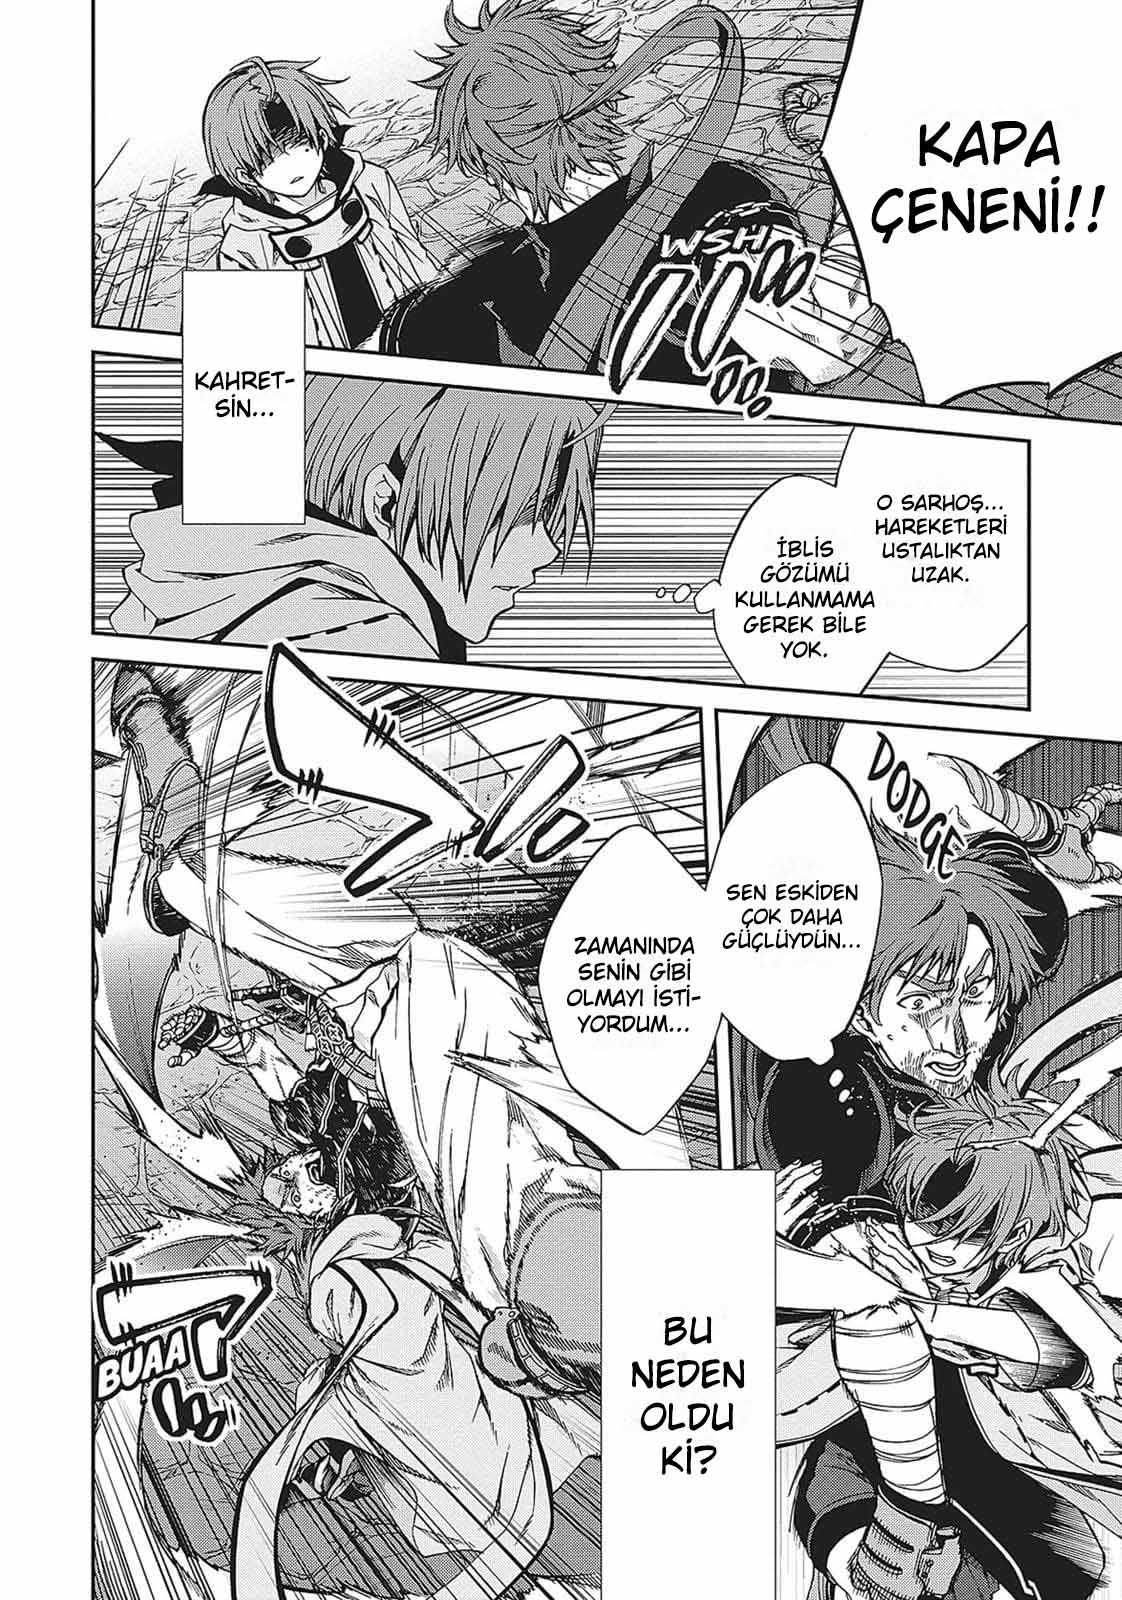 KAPA
ÇENENİ!!
WSH
KAHRET-
SİN...
O SARHOŞ...
HAREKETLERİ
USTALIKTAN
UZAK.
İBLİS
GÖZÜMÜ
KULLANMAMA
GEREK BİLE
YOK.
DODGE
SEN ESKİDEN
ÇOK DAHA
GÜÇLÜYDÜN...
ZAMANINDA
SENİN GİBİ
OLMAYI İSTİ-
YORDUM...
BUAA
BU
NEDEN
OLDU
Kİ?